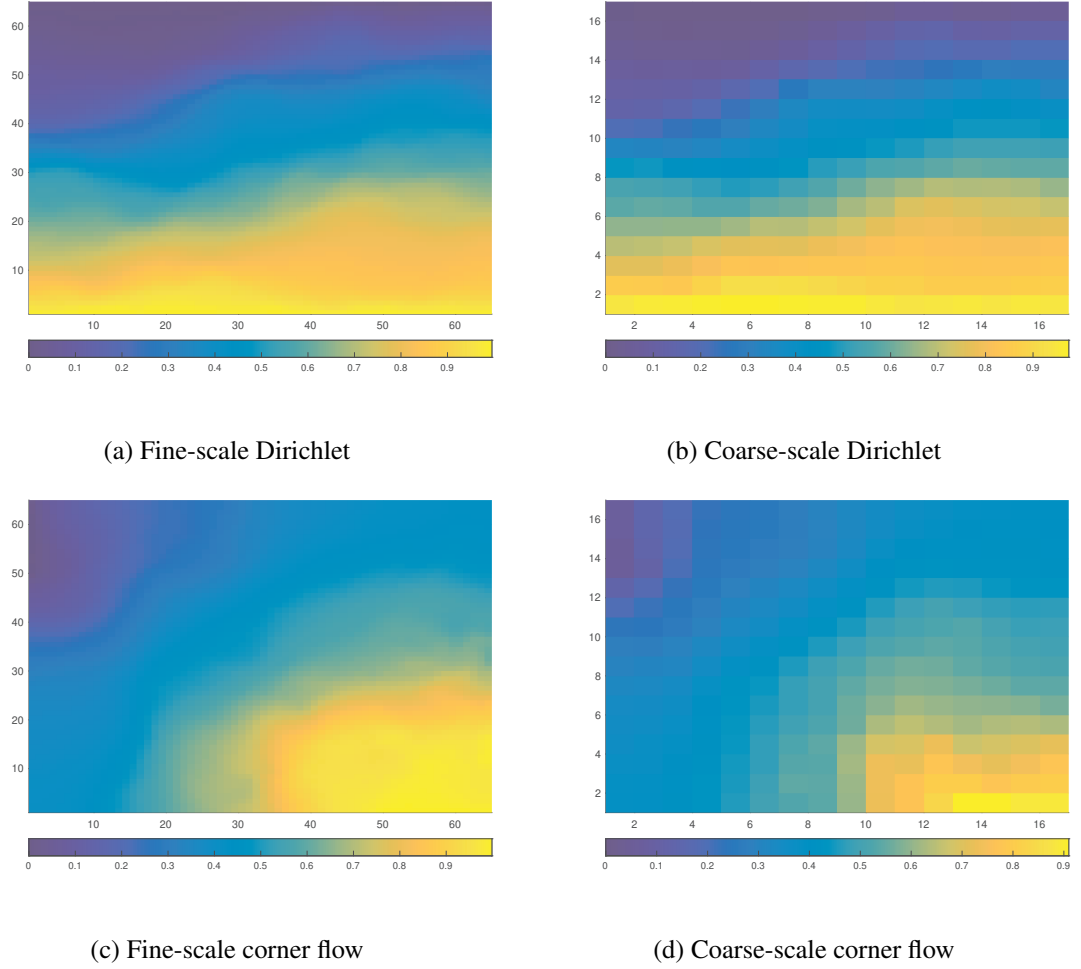 60
50
40
30
20
10
10 20 30 40 50 60
0 0.1 0.2 0.3 0.4 0.5 0.6 0.7 0.8 0.9
(a) Fine-scale Dirichlet
16
14
12
10
8
6
4
2
2 4 6 8 10 12 14 16
0 0.1 0.2 0.3 0.4 0.5 0.6 0.7 0.8 0.9
(b) Coarse-scale Dirichlet
60
50
40
30
20
10
10 20 30 40 50 60
0 0.1 0.2 0.3 0.4 0.5 0.6 0.7 0.8 0.9
(c) Fine-scale corner flow
16
14
12
10
8
6
4
2
2 4 6 8 10 12 14 16
0.1 0.2 0.3 0.4 0.5 0.6 0.7 0.8 0.9
(d) Coarse-scale corner flow